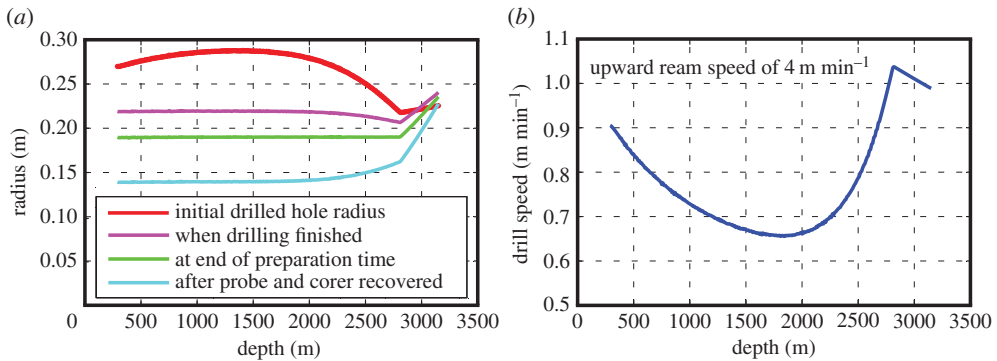 (a)
0.30
0.25
0.20
0.15
0.10
0.05
radius (m)
initial drilled hole radius
when drilling finished
at end of preparation time
after probe and corer recovered
0 500 1000 1500 2000 2500 3000 3500
depth (m)
(b)
1.1
1.0
0.9
0.8
0.7
0.6
0.5
drill speed (m min⁻¹)
upward ream speed of 4 m min⁻¹
0 500 1000 1500 2000 2500 3000 3500
depth (m)